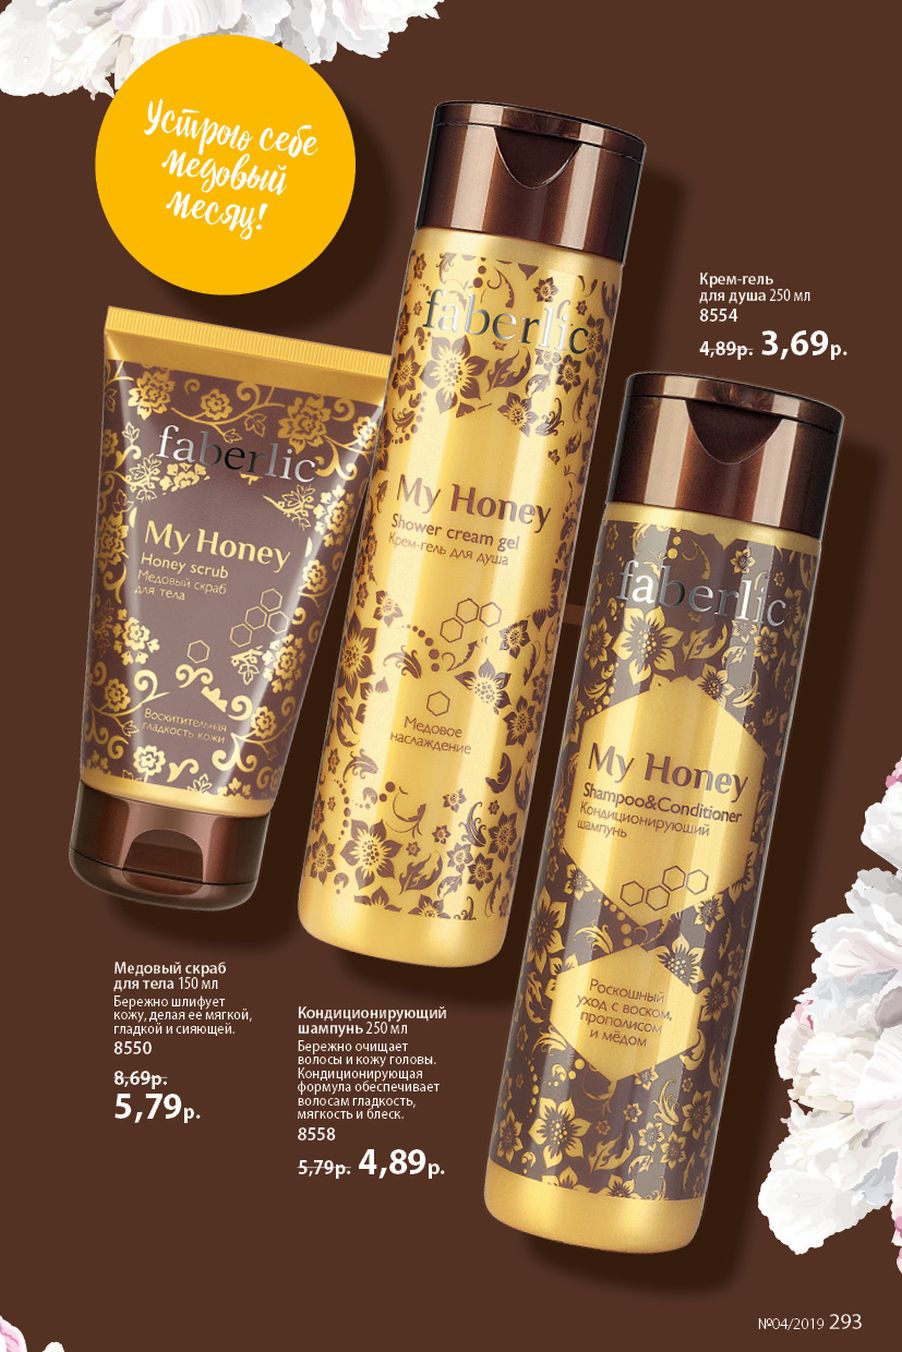 Устрою себе
медовый
месяц!
Крем-гель
для душа 250 мл
8554
4,89р. 3,69р.
faberlic
My Honey
Honey scrub
Медовый скраб
для тела
Восхитительная
гладкость кожи
faberlic
My Honey
Shower cream gel
Крем-гель для душа
Медовое
наслаждение
faberlic
My Honey
Shampoo&Conditioner
Кондиционирующий
шампунь
Роскошный
уход с воском,
прополисом
и мёдом
Медовый скраб
для тела 150 мл
Бережно шлифует
кожу, делая её мягкой,
гладкой и сияющей.
8550
8,69р.
5,79р.
Кондиционирующий
шампунь 250 мл
Бережно очищает
волосы и кожу головы.
Кондиционирующая
формула обеспечивает
волосам гладкость,
мягкость и блеск.
8558
5,79р. 4,89р.
№04/2019 293